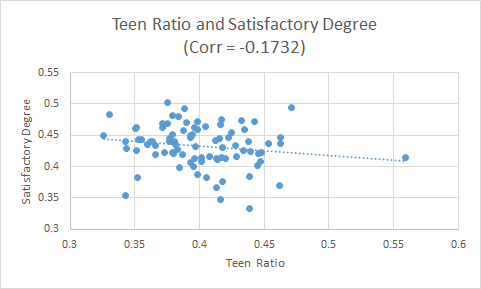 Teen Ratio and Satisfactory Degree
(Corr = -0.1732)
Satisfactory Degree
0.55
0.5
0.45
0.4
0.35
0.3
0.3 0.35 0.4 0.45 0.5 0.55 0.6
Teen Ratio